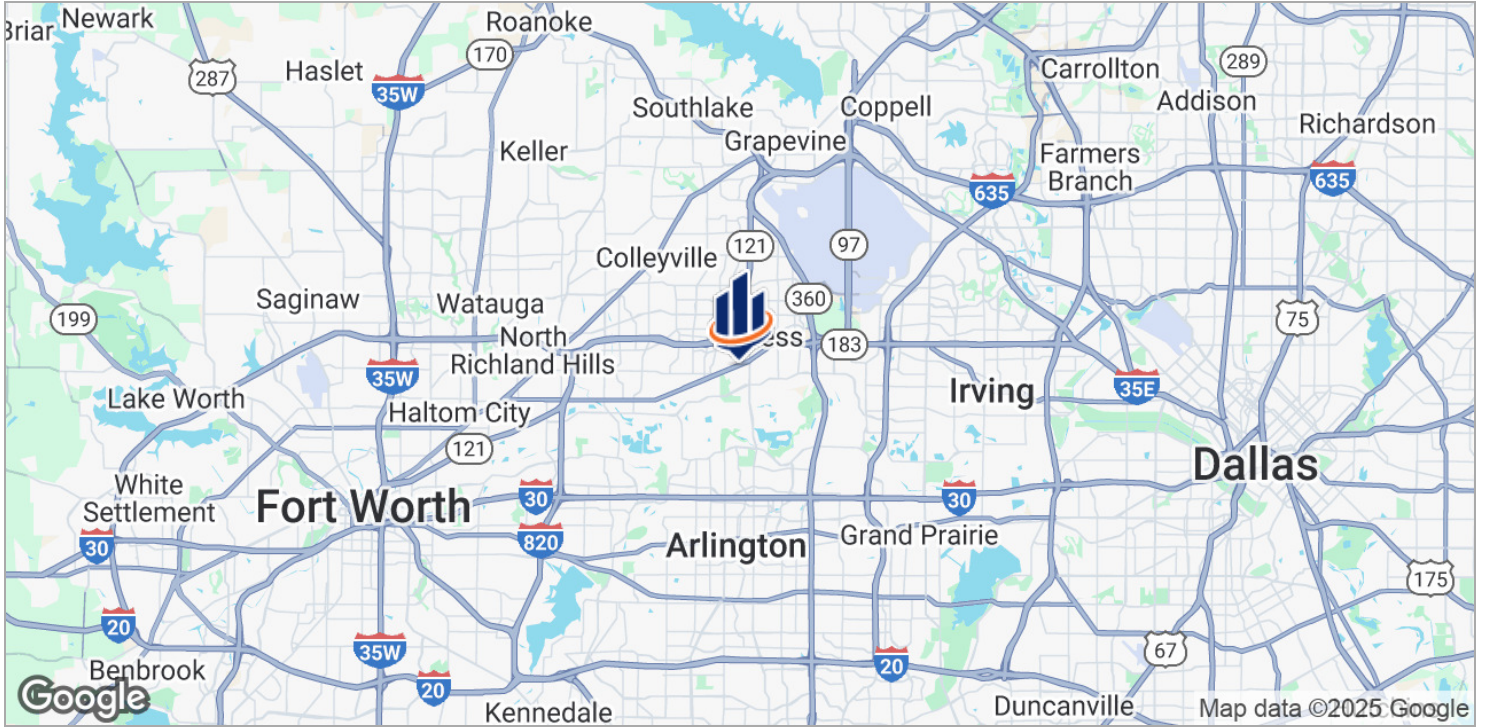 Newark
Roanoke
170
289
287
Haslet
35W
Carrollton
Addison
Southlake
Coppell
Richardson
Grapevine
Keller
Farmers
Branch
635
635
121
97
Colleyville
Saginaw
Watauga
360
199
75
North
Richland Hills
183
35W
35E
Irving
Lake Worth
Haltom City
121
Dallas
White
Settlement
Fort Worth
30
30
30
820
Arlington
Grand Prairie
175
20
35W
20
67
Benbrook
20
Google
Kennedale
Duncanville
Map data ©2025 Google